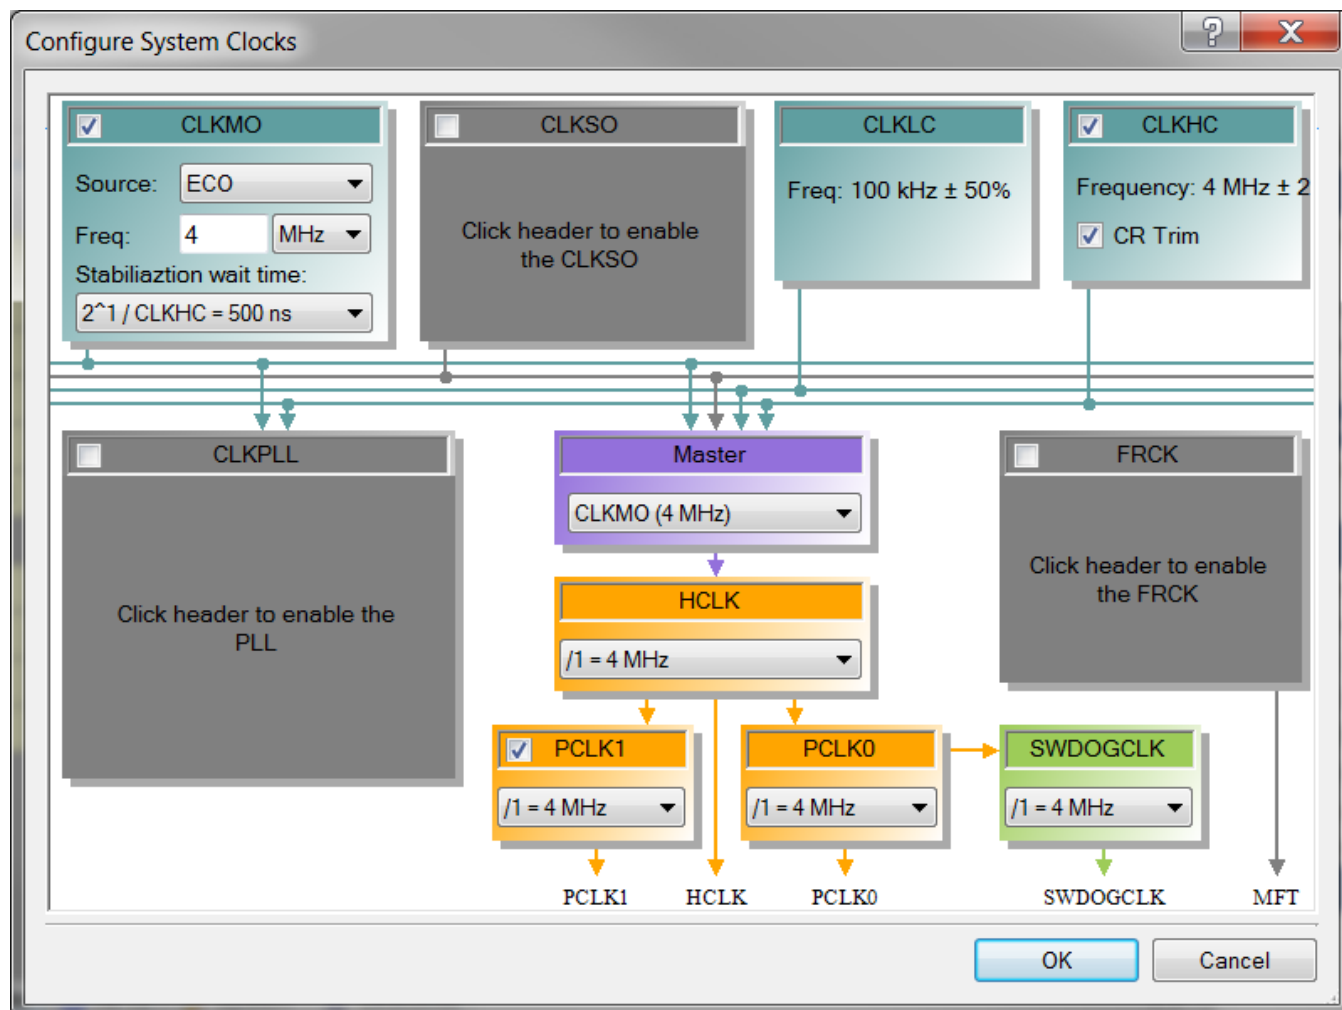 Configure System Clocks
CLKMO
Source: ECO
Freq: 4 MHz
Stabiliaztion wait time:
2^1 / CLKHC = 500 ns
CLKSO
Click header to enable
the CLKSO
CLKLC
Freq: 100 kHz ± 50%
CLKHC
Frequency: 4 MHz ± 2
CR Trim
CLKPLL
Click header to enable the
PLL
Master
CLKMO (4 MHz)
FRCK
Click header to enable
the FRCK
HCLK
/1 = 4 MHz
PCLK1
/1 = 4 MHz
PCLK0
/1 = 4 MHz
SWDOGCLK
/1 = 4 MHz
PCLK1 HCLK PCLK0 SWDOGCLK MFT
OK Cancel